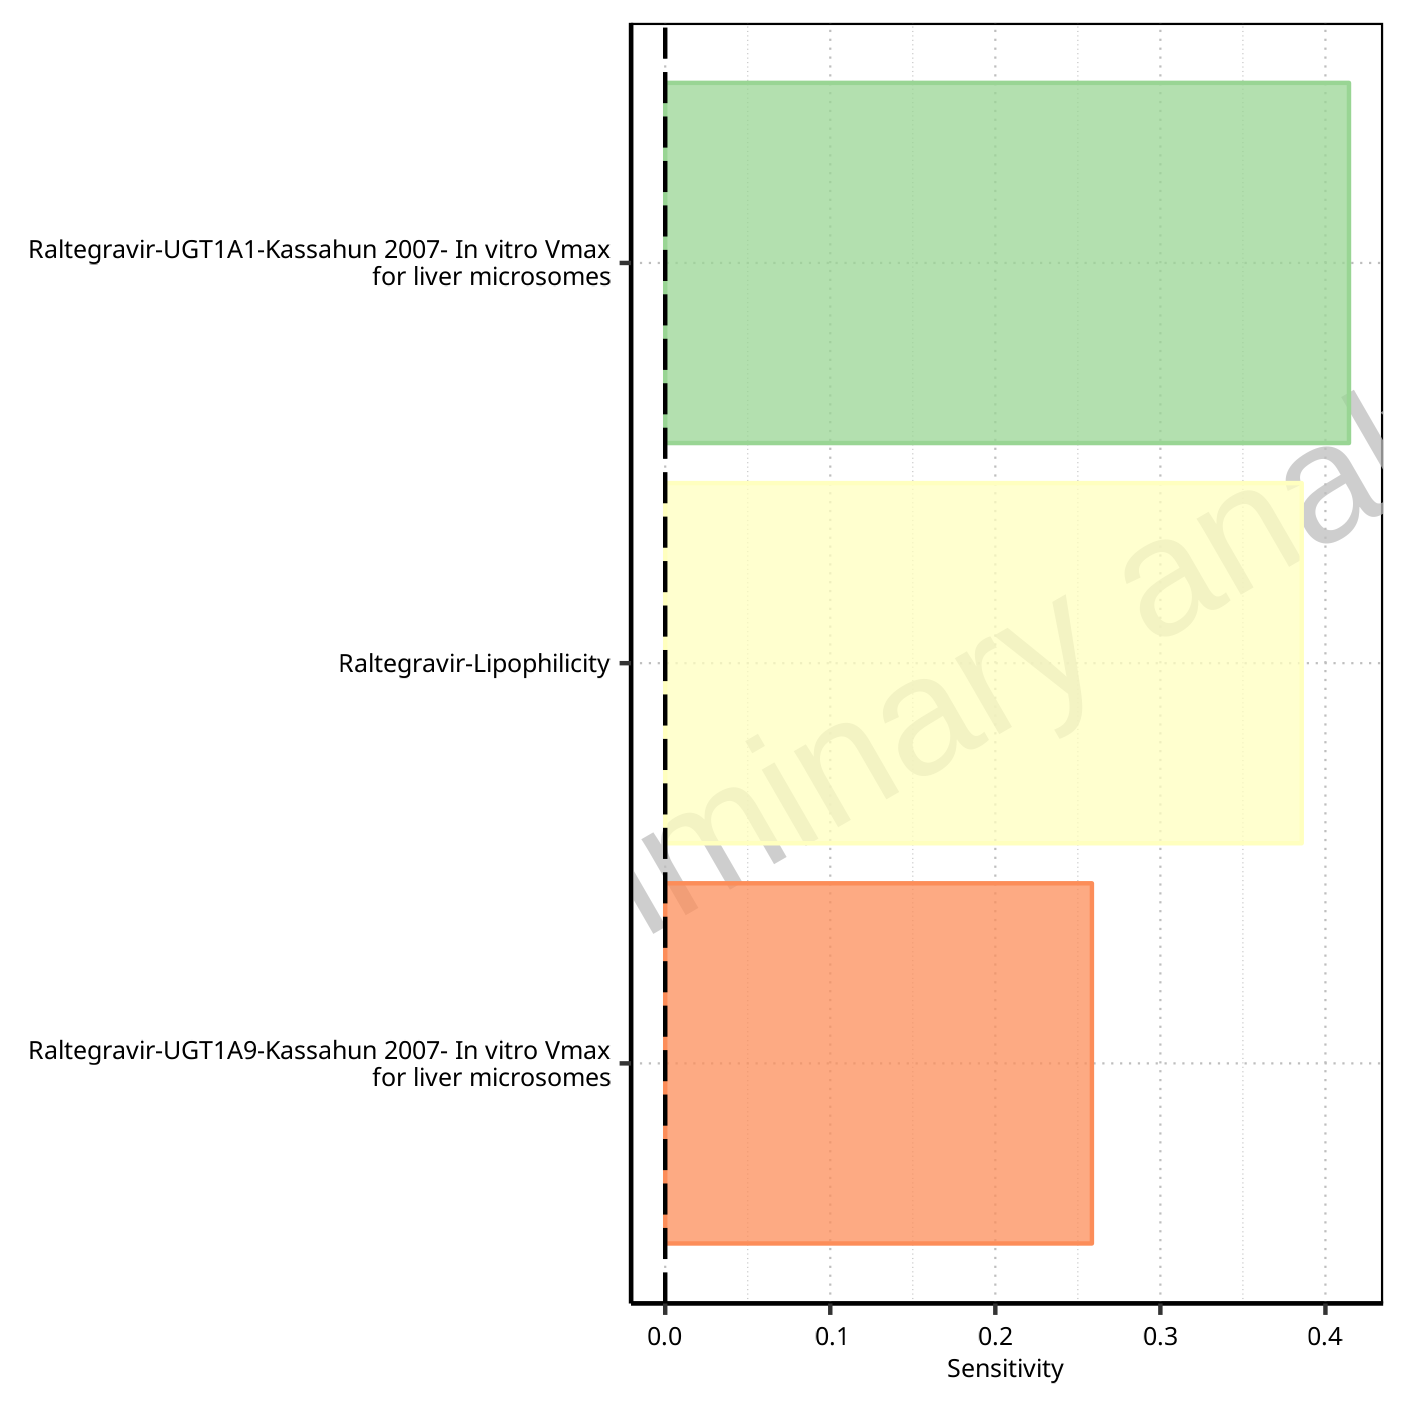 Raltegravir-UGT1A1-Kassahun 2007- In vitro Vmax
for liver microsomes
Raltegravir-Lipophilicity
Raltegravir-UGT1A9-Kassahun 2007- In vitro Vmax
for liver microsomes
minary anal
0.0 0.1 0.2 0.3 0.4
Sensitivity